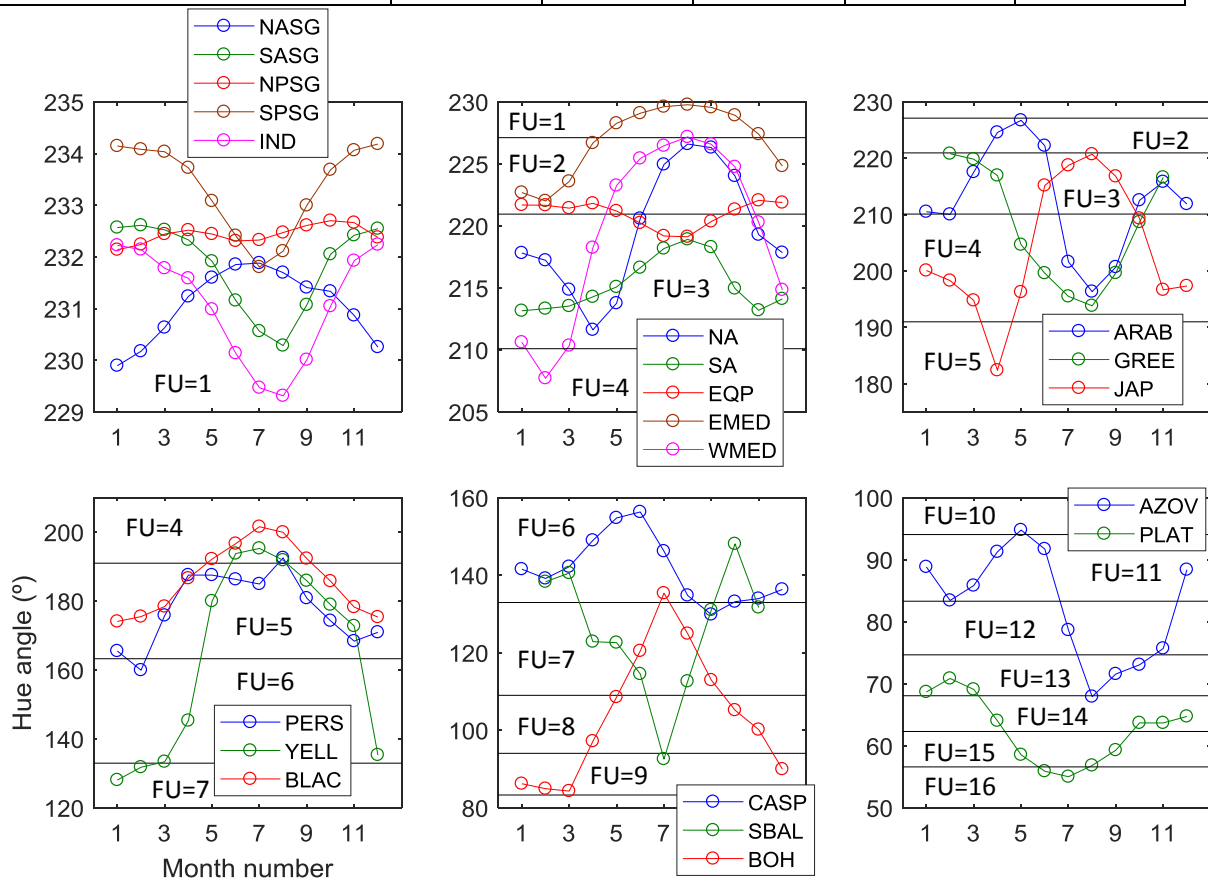 NASG
SASG
NPSG
SPSG
IND
235
234
233
232
231
230
229
FU=1
1 3 5 7 9 11
230
225
220
215
210
205
FU=1
FU=2
FU=3
FU=4
NA
SA
EQP
EMED
WMED
1 3 5
230
220
210
200
190
180
FU=2
FU=3
FU=4
FU=5
ARAB
GREE
JAP
1 3 5 7 9 11
Hue angle (º)
200
180
160
140
120
FU=4
FU=5
FU=6
FU=7
PERS
YELL
BLAC
1 3 5 7 9 11
Month number
160
140
120
100
80
FU=6
FU=7
FU=8
FU=9
CASP
SBAL
BOH
1 3 5 7
100
90
80
70
60
50
AZOV
PLAT
FU=10
FU=11
FU=12
FU=13
FU=14
FU=15
FU=16
1 3 5 7 9 11